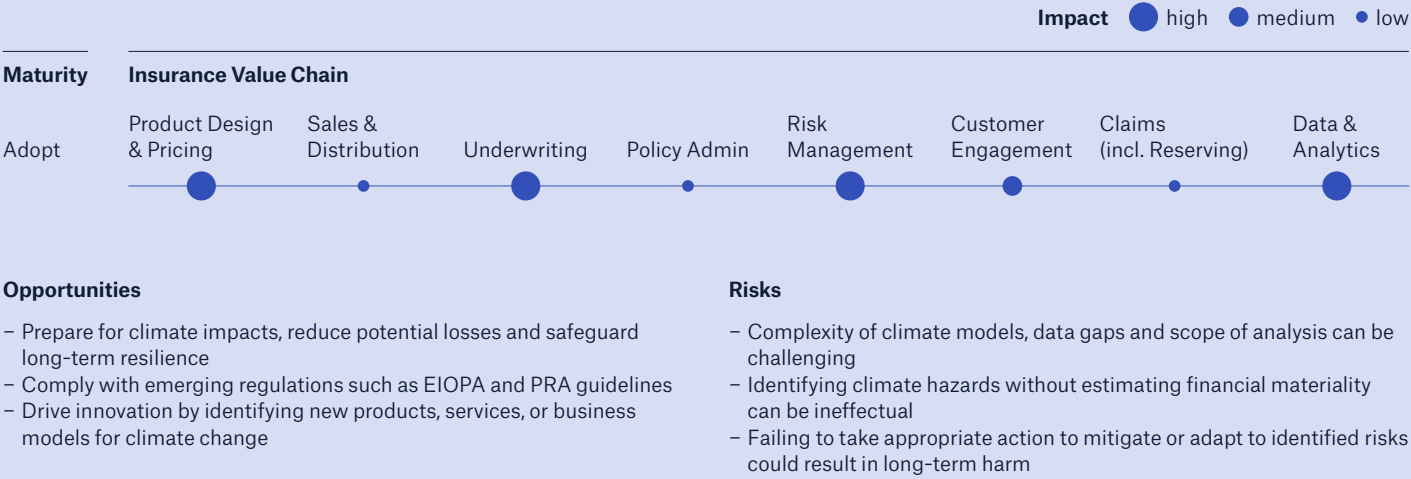 Impact high medium low
Maturity
Insurance Value Chain
Adopt
Product Design
& Pricing
Sales &
Distribution
Underwriting
Policy Admin
Risk
Management
Customer
Engagement
Claims
(incl. Reserving)
Data &
Analytics
Opportunities
– Prepare for climate impacts, reduce potential losses and safeguard
long-term resilience
– Comply with emerging regulations such as EIOPA and PRA guidelines
– Drive innovation by identifying new products, services, or business
models for climate change
Risks
– Complexity of climate models, data gaps and scope of analysis can be
challenging
– Identifying climate hazards without estimating financial materiality
can be ineffectual
– Failing to take appropriate action to mitigate or adapt to identified risks
could result in long-term harm